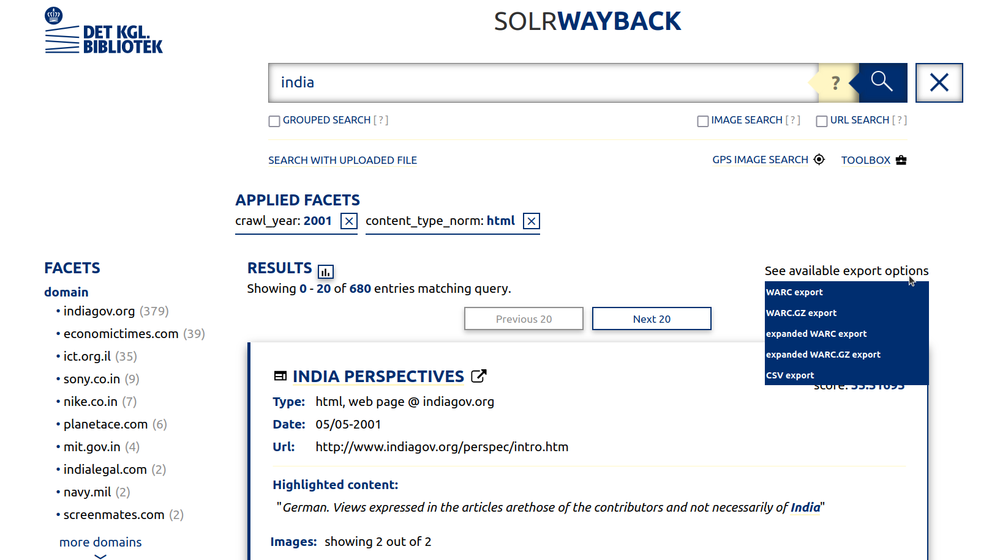 DET KGL.
BIBLIOTEK
SOLRWAYBACK
india
?
GROUPED SEARCH [ ? ]
IMAGE SEARCH [ ? ]
URL SEARCH [ ? ]
SEARCH WITH UPLOADED FILE
GPS IMAGE SEARCH
TOOLBOX
APPLIED FACETS
crawl_year: 2001
content_type_norm: html
FACETS
domain
• indiagov.org (379)
• economictimes.com (39)
• ict.org.il (35)
• sony.co.in (9)
• nike.co.in (7)
• planetace.com (6)
• mit.gov.in (4)
• indialegal.com (2)
• navy.mil (2)
• screenmates.com (2)
more domains
RESULTS
Showing 0 - 20 of 680 entries matching query.
See available export options
WARC export
WARC.GZ export
expanded WARC export
expanded WARC.GZ export
CSV export
Previous 20
Next 20
INDIA PERSPECTIVES
score:
Type: html, web page @ indiagov.org
Date: 05/05-2001
Url: http://www.indiagov.org/perspec/intro.htm
Highlighted content:
"German. Views expressed in the articles arethose of the contributors and not necessarily of India"
Images: showing 2 out of 2